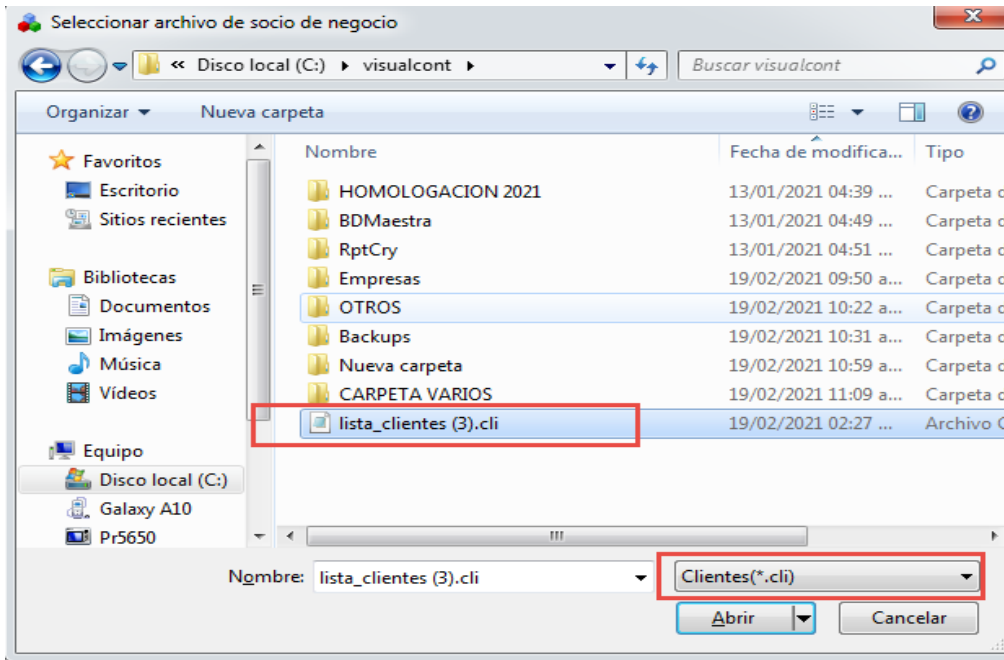 Seleccionar archivo de socio de negocio
« Disco local (C:) ▸ visualcont ▸
Buscar visualcont
Organizar
Nueva carpeta
Favoritos
Escritorio
Sitios recientes
Bibliotecas
Documentos
Imágenes
Música
Vídeos
Equipo
Disco local (C:)
Galaxy A10
Pr5650
Nombre Fecha de modifica... Tipo
HOMOLOGACION 2021 13/01/2021 04:39 ... Carpeta d
BDMaestra 13/01/2021 04:49 ... Carpeta d
RptCry 13/01/2021 04:51 ... Carpeta d
Empresas 19/02/2021 09:50 a... Carpeta d
OTROS 19/02/2021 10:22 a... Carpeta d
Backups 19/02/2021 10:31 a... Carpeta d
Nueva carpeta 19/02/2021 10:59 a... Carpeta d
CARPETA VARIOS 19/02/2021 11:09 a... Carpeta d
lista_clientes (3).cli 19/02/2021 02:27 ... Archivo C
Nombre: lista_clientes (3).cli
Clientes(*.cli)
Abrir
Cancelar